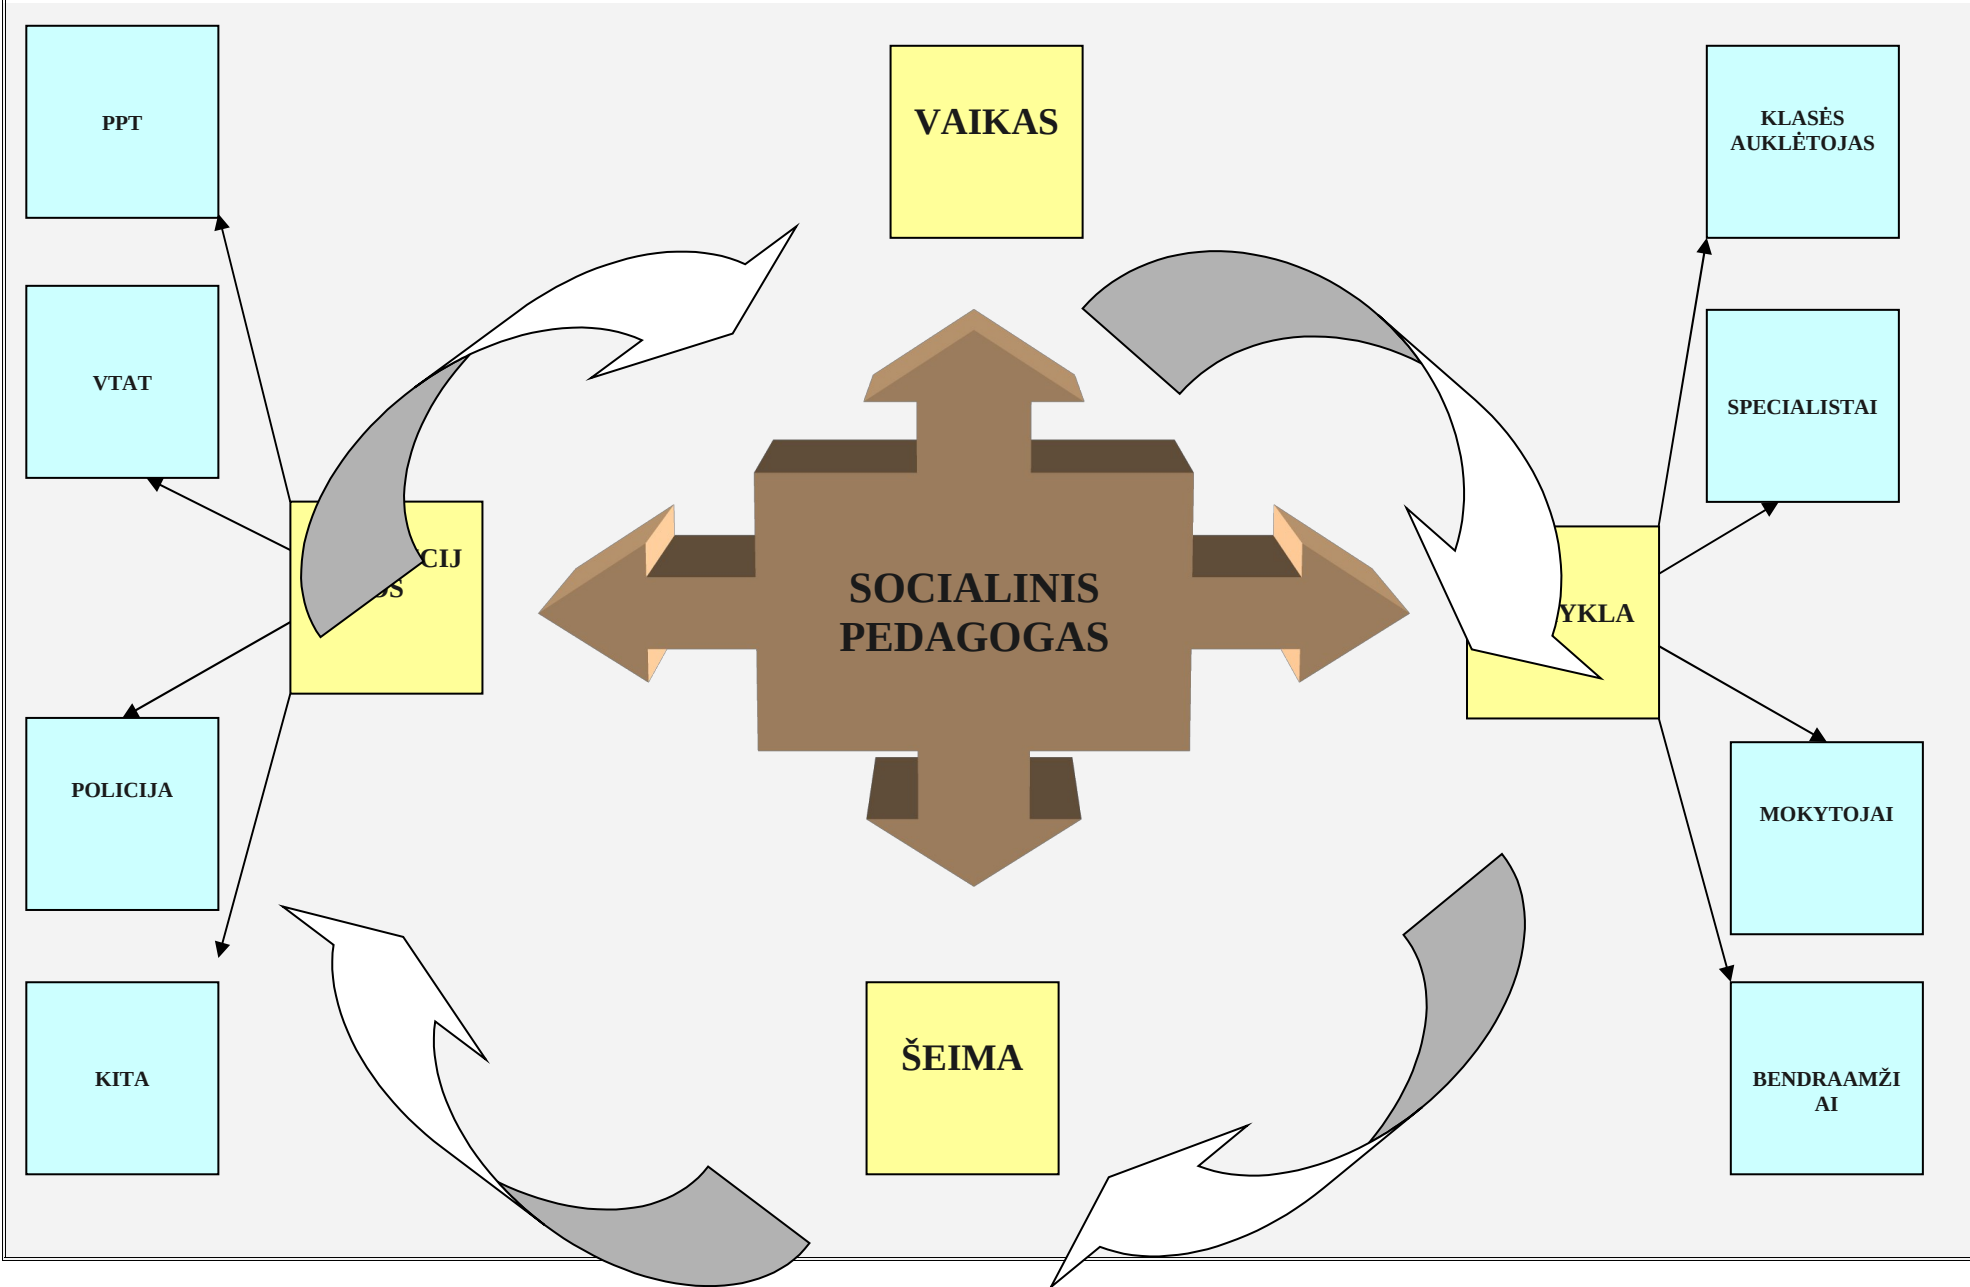 PPT
VAIKAS
KLASĖS
AUKLĖTOJAS
VTAT
SPECIALISTAI
SOCIALINIS
PEDAGOGAS
POLICIJA
MOKYTOJAI
ŠEIMA
KITA
BENDRAAMŽI
AI